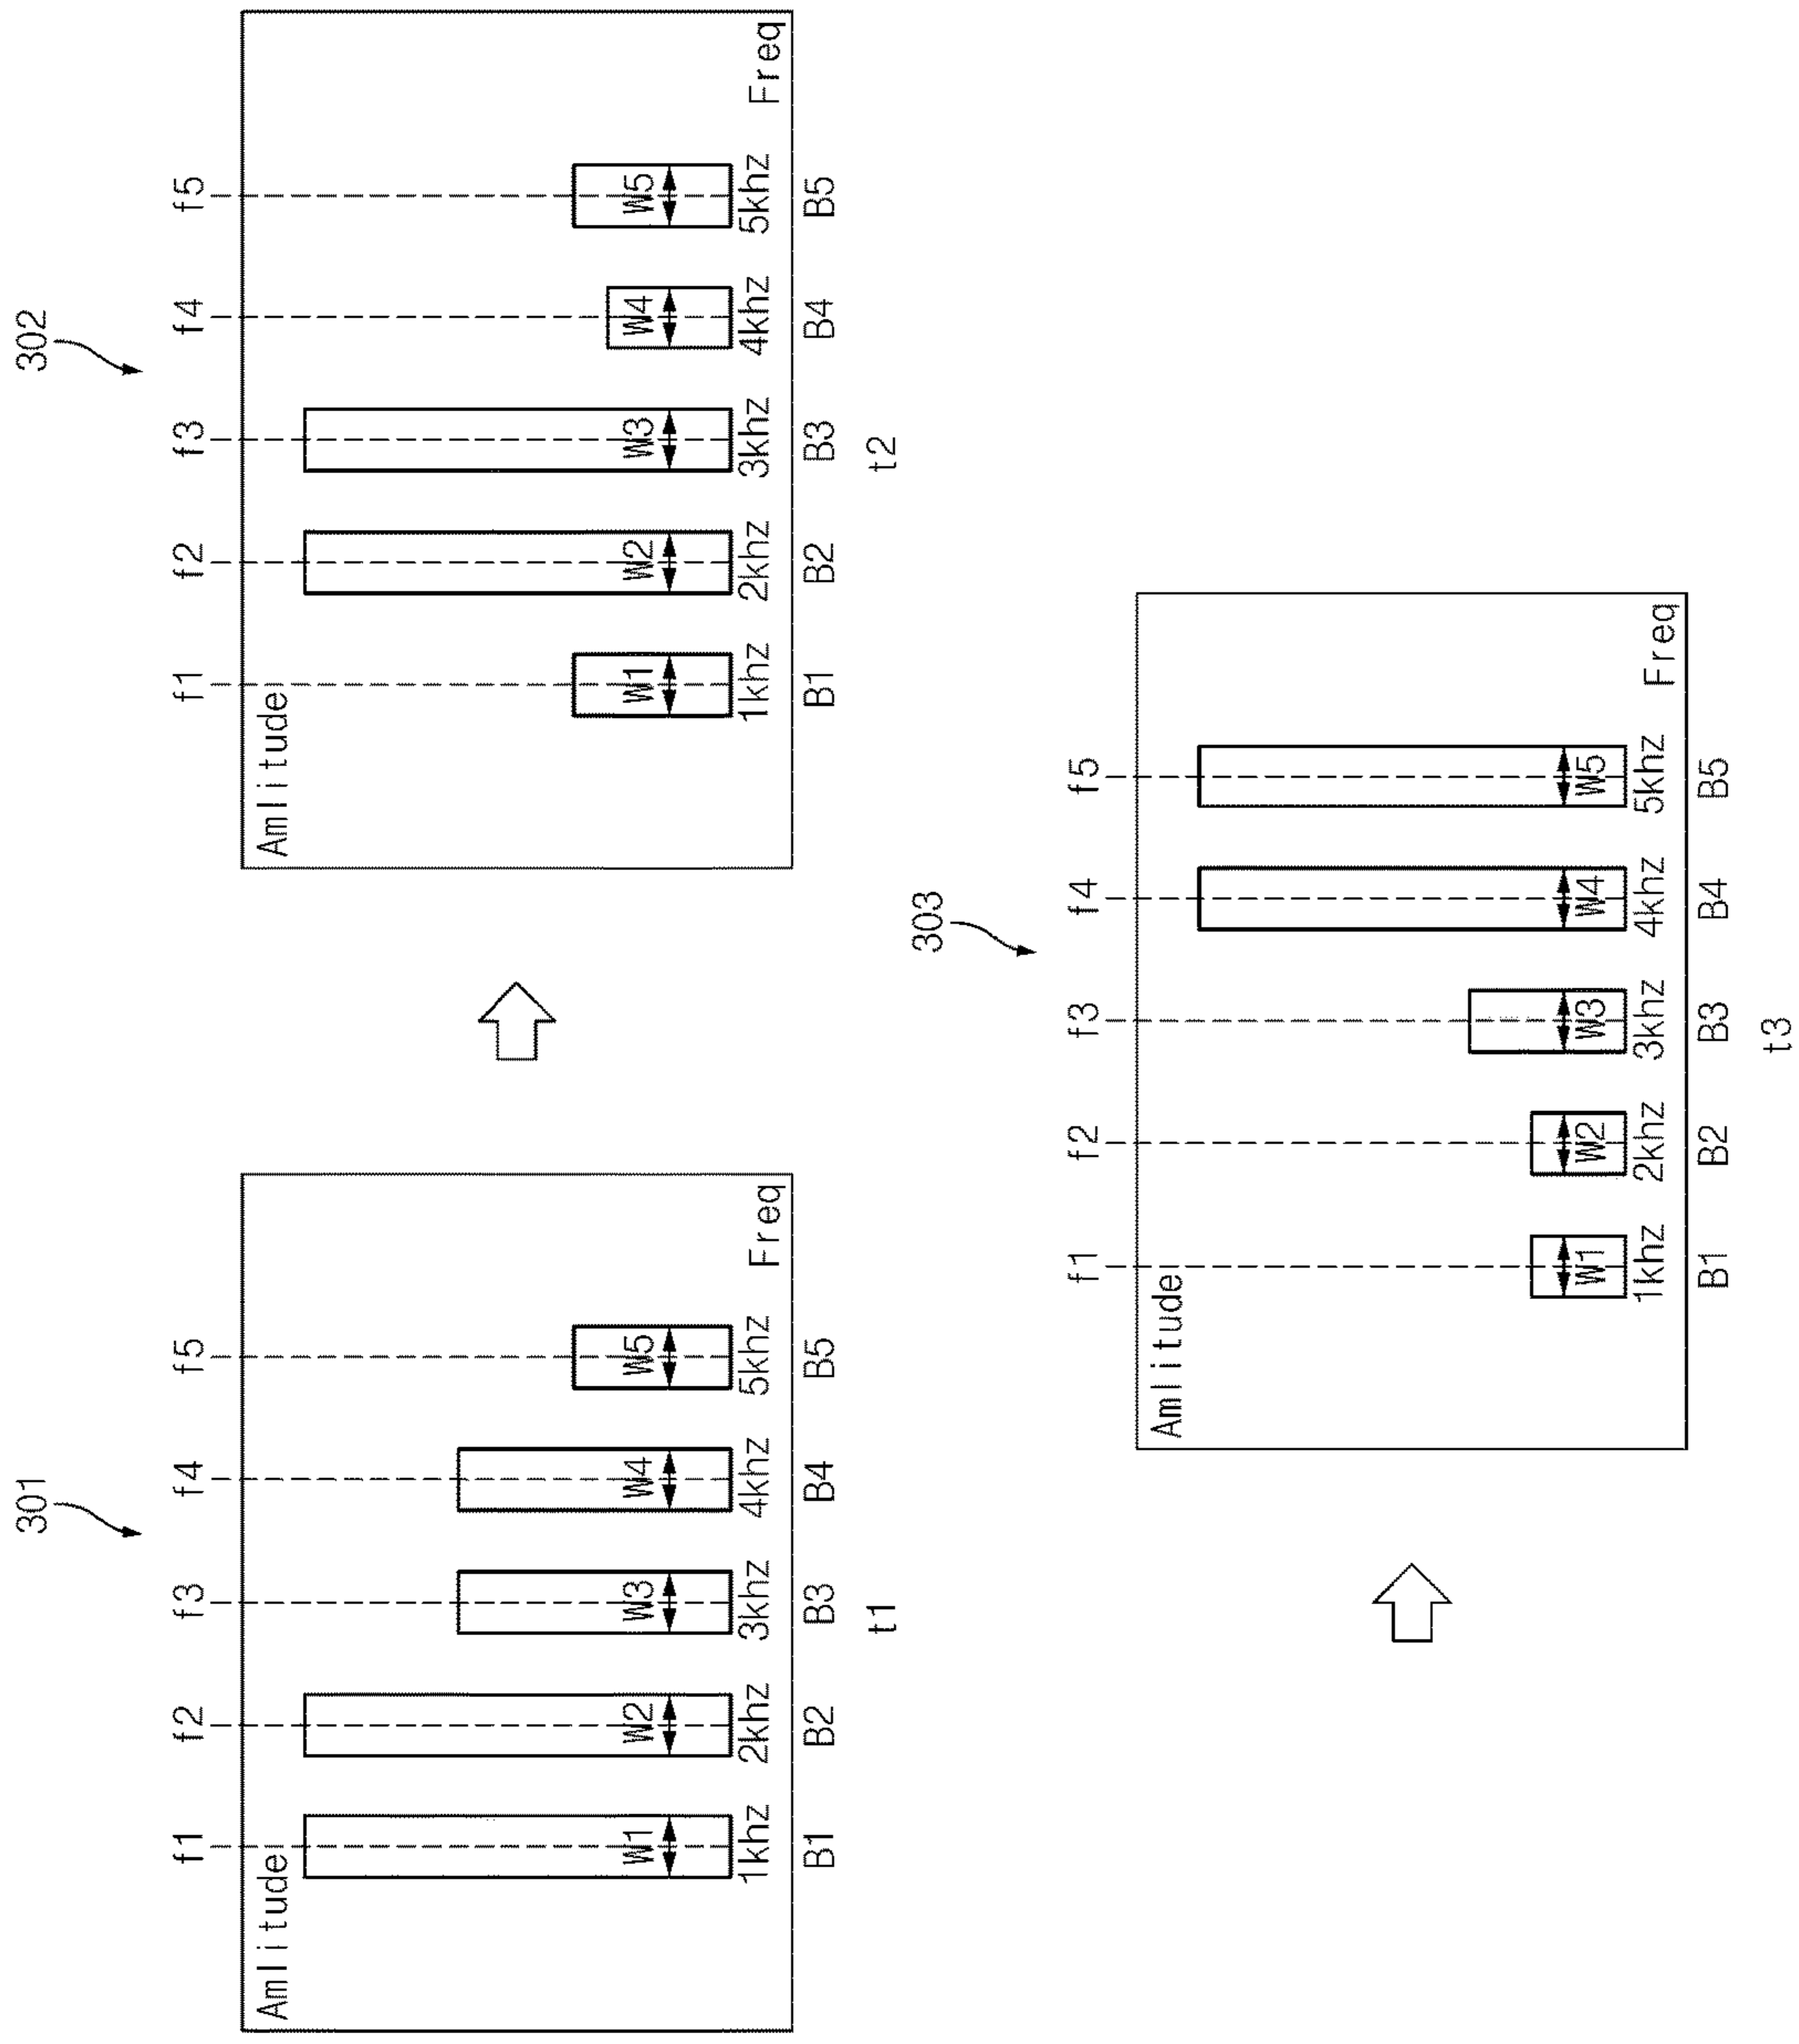 301
f1 f2 f3 f4 f5
Amlitude
W1 W2 W3 W4 W5
1khz 2khz 3khz 4khz 5khz Freq
B1 B2 B3 B4 B5
t1
302
f1 f2 f3 f4 f5
Amlitude
W1 W2 W3 W4 W5
1khz 2khz 3khz 4khz 5khz Freq
B1 B2 B3 B4 B5
t2
303
f1 f2 f3 f4 f5
Amlitude
W1 W2 W3 W4 W5
1khz 2khz 3khz 4khz 5khz Freq
B1 B2 B3 B4 B5
t3